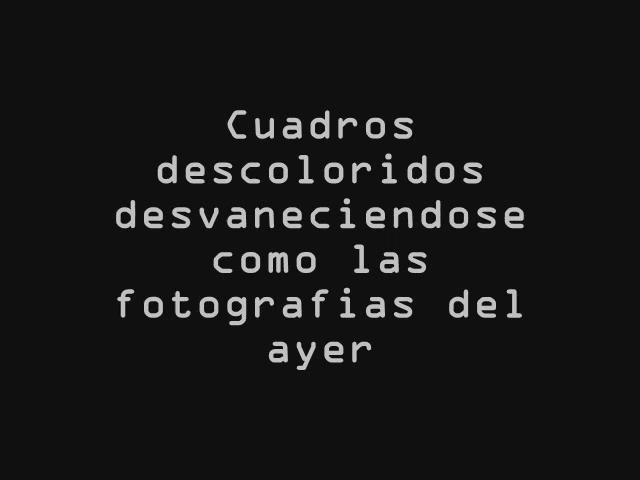 Cuadros
descoloridos
desvaneciendose
como las
fotografias del
ayer